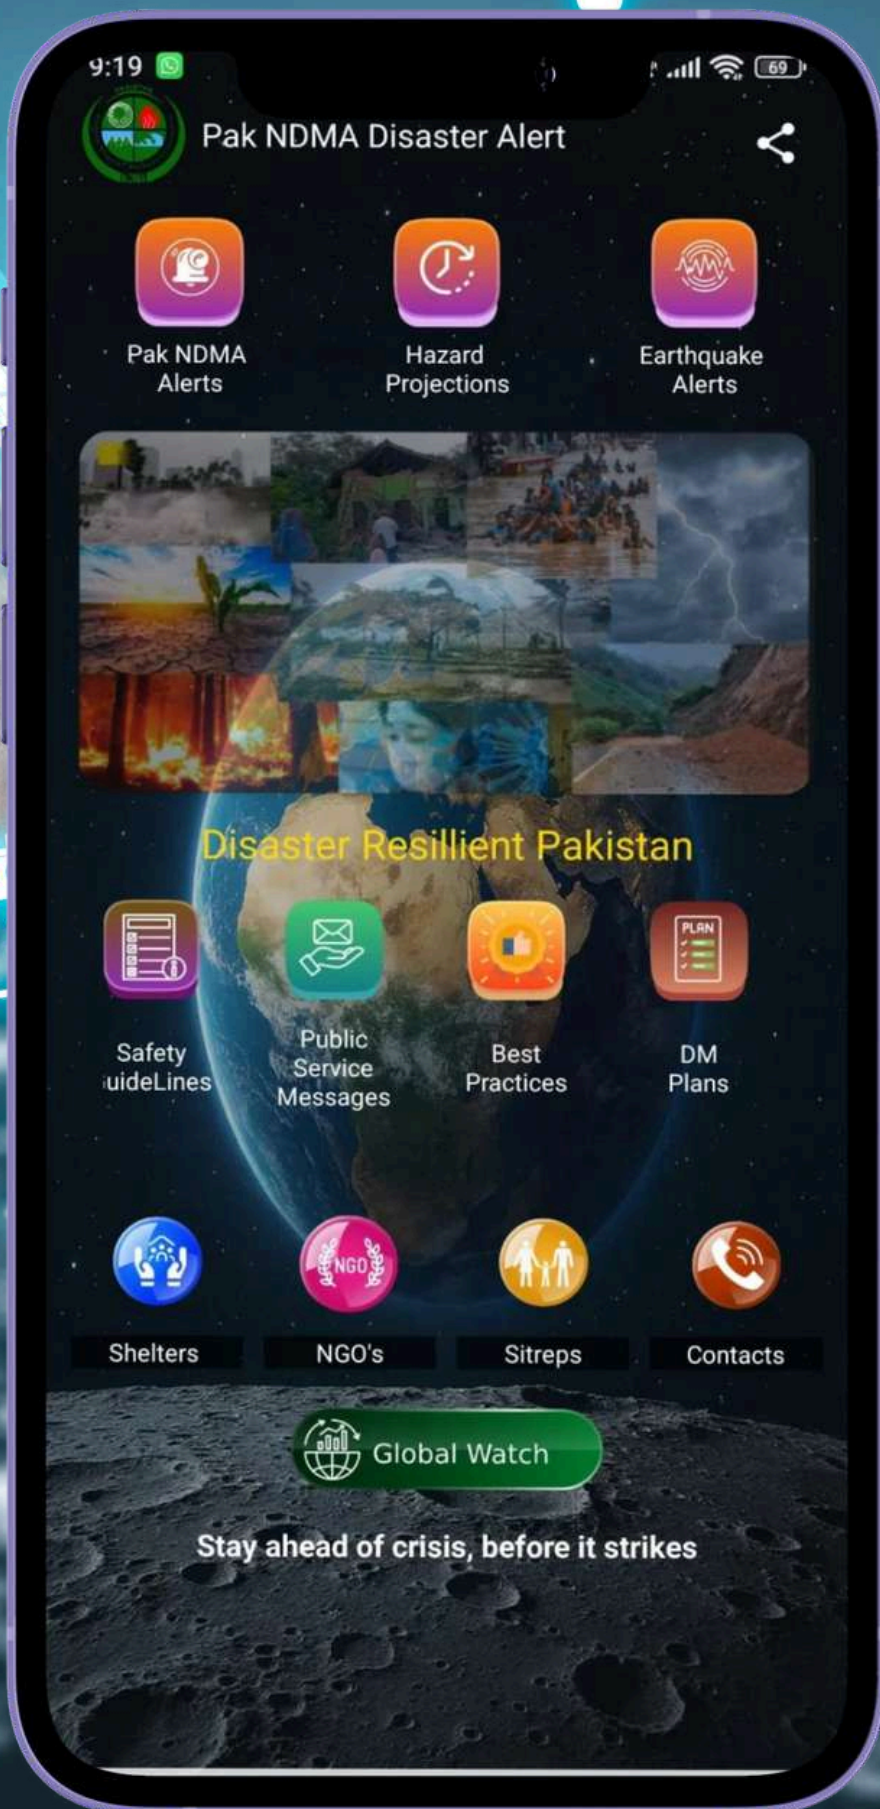 9:19
69
Pak NDMA Disaster Alert
Pak NDMA
Alerts
Hazard
Projections
Earthquake
Alerts
Disaster Resillient Pakistan
Safety
uideLines
Public
Service
Messages
Best
Practices
PLAN
DM
Plans
Shelters
NGO
NGO's
Sitreps
Contacts
Global Watch
Stay ahead of crisis, before it strikes